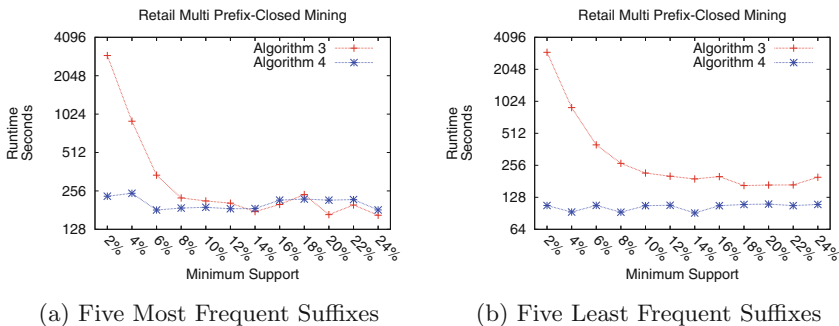 Retail Multi Prefix-Closed Mining
4096
2048
1024
512
256
128
Runtime
Seconds
Algorithm 3
Algorithm 4
2%
4%
6%
8%
10%
12%
14%
16%
18%
20%
22%
24%
Minimum Support
(a) Five Most Frequent Suffixes
Retail Multi Prefix-Closed Mining
4096
2048
1024
512
256
128
64
Runtime
Seconds
Algorithm 3
Algorithm 4
2%
4%
6%
8%
10%
12%
14%
16%
18%
20%
22%
24%
Minimum Support
(b) Five Least Frequent Suffixes